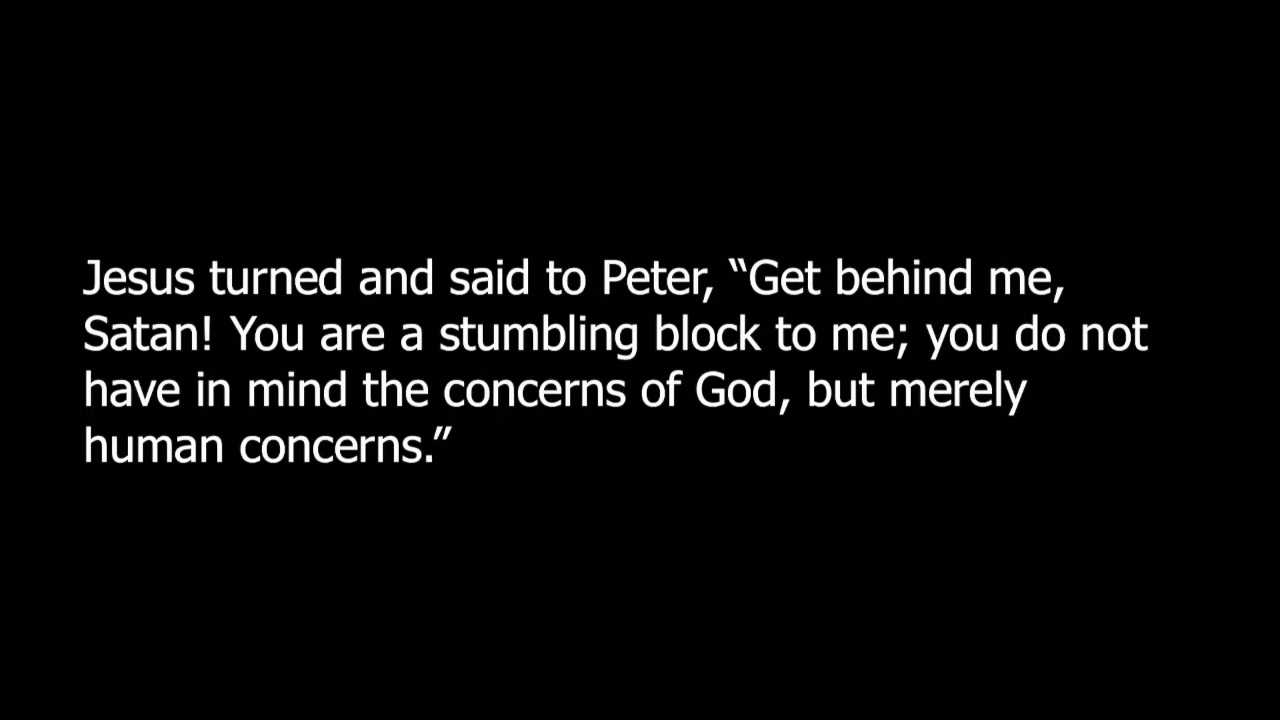 Jesus turned and said to Peter, “Get behind me,
Satan! You are a stumbling block to me; you do not
have in mind the concerns of God, but merely
human concerns.”